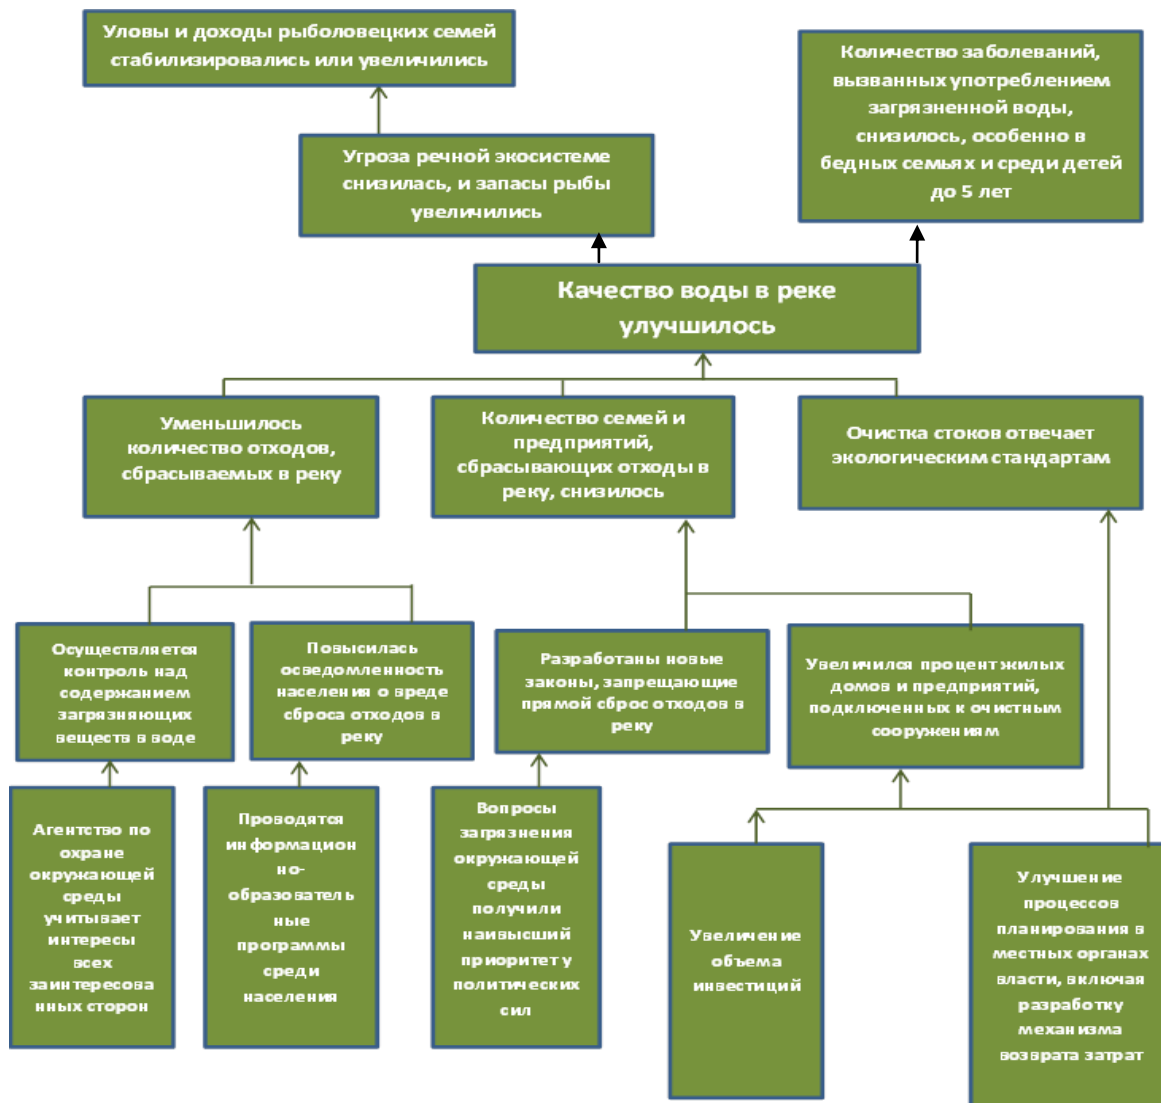 Уловы и доходы рыболовецких семей
стабилизировались или увеличились
Количество заболеваний,
вызванных употреблением
загрязненной воды,
снизилось, особенно в
бедных семьях и среди детей
до 5 лет
Угроза речной экосистеме
снизилась, и запасы рыбы
увеличились
Качество воды в реке
улучшилось
Уменьшилось
количество отходов,
сбрасываемых в реку
Количество семей и
предприятий,
сбрасывающих отходы в
реку, снизилось
Очистка стоков отвечает
экологическим стандартам
Осуществляется
контроль над
содержанием
загрязняющих
веществ в воде
Повысилась
осведомленность
населения о вреде
сброса отходов в
реку
Разработаны новые
законы, запрещающие
прямой сброс отходов в
реку
Увеличился процент жилых
домов и предприятий,
подключенных к очистным
сооружениям
Агентство по
охране
окружающей
среды
учитывает
интересы
всех
заинтересова
нных сторон
Проводятся
информацион
но-
образователь
ные
программы
среди
населения
Вопросы
загрязнения
окружающей
среды
получили
наивысший
приоритет у
политических
сил
Увеличение
объема
инвестиций
Улучшение
процессов
планирования в
местных органах
власти, включая
разработку
механизма
возврата затрат